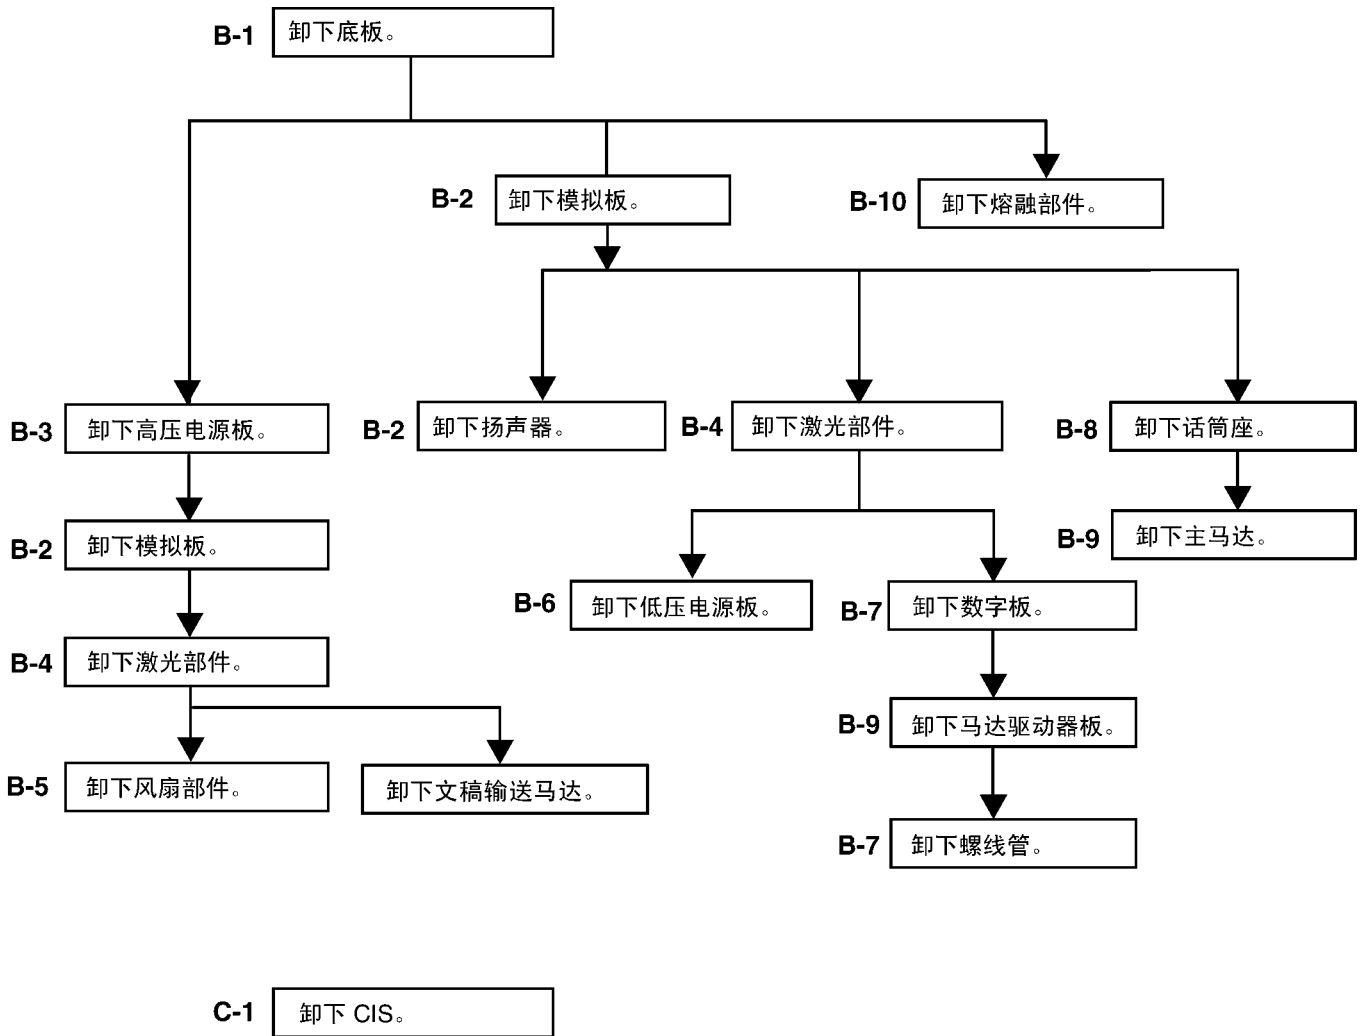 B-1 卸下底板。
B-2 卸下模拟板。
B-10 卸下熔融部件。
B-3 卸下高压电源板。
B-2 卸下扬声器。
B-4 卸下激光部件。
B-8 卸下话筒座。
B-2 卸下模拟板。
B-9 卸下主马达。
B-6 卸下低压电源板。
B-7 卸下数字板。
B-4 卸下激光部件。
B-9 卸下马达驱动器板。
B-5 卸下风扇部件。
卸下文稿输送马达。
B-7 卸下螺线管。
C-1 卸下 CIS。